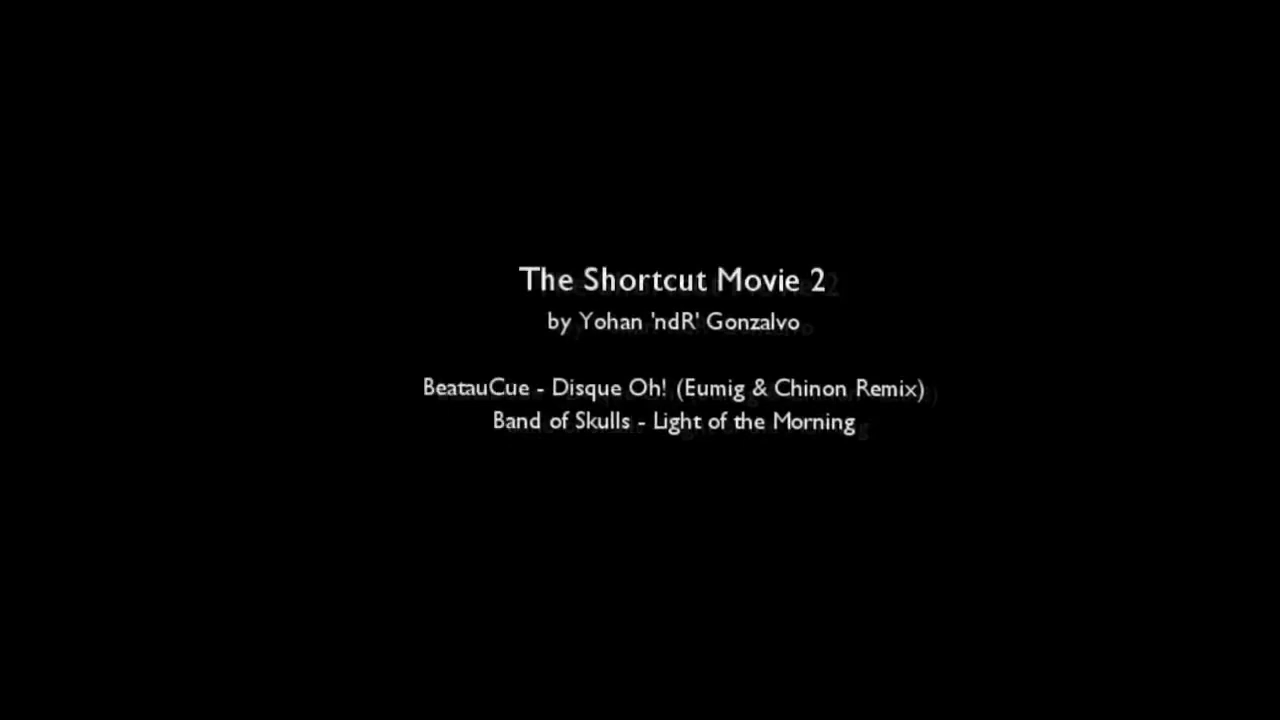 The Shortcut Movie 2
by Yohan 'ndR' Gonzalvo
BeatauCue - Disque Oh! (Eumig & Chinon Remix)
Band of Skulls - Light of the Morning